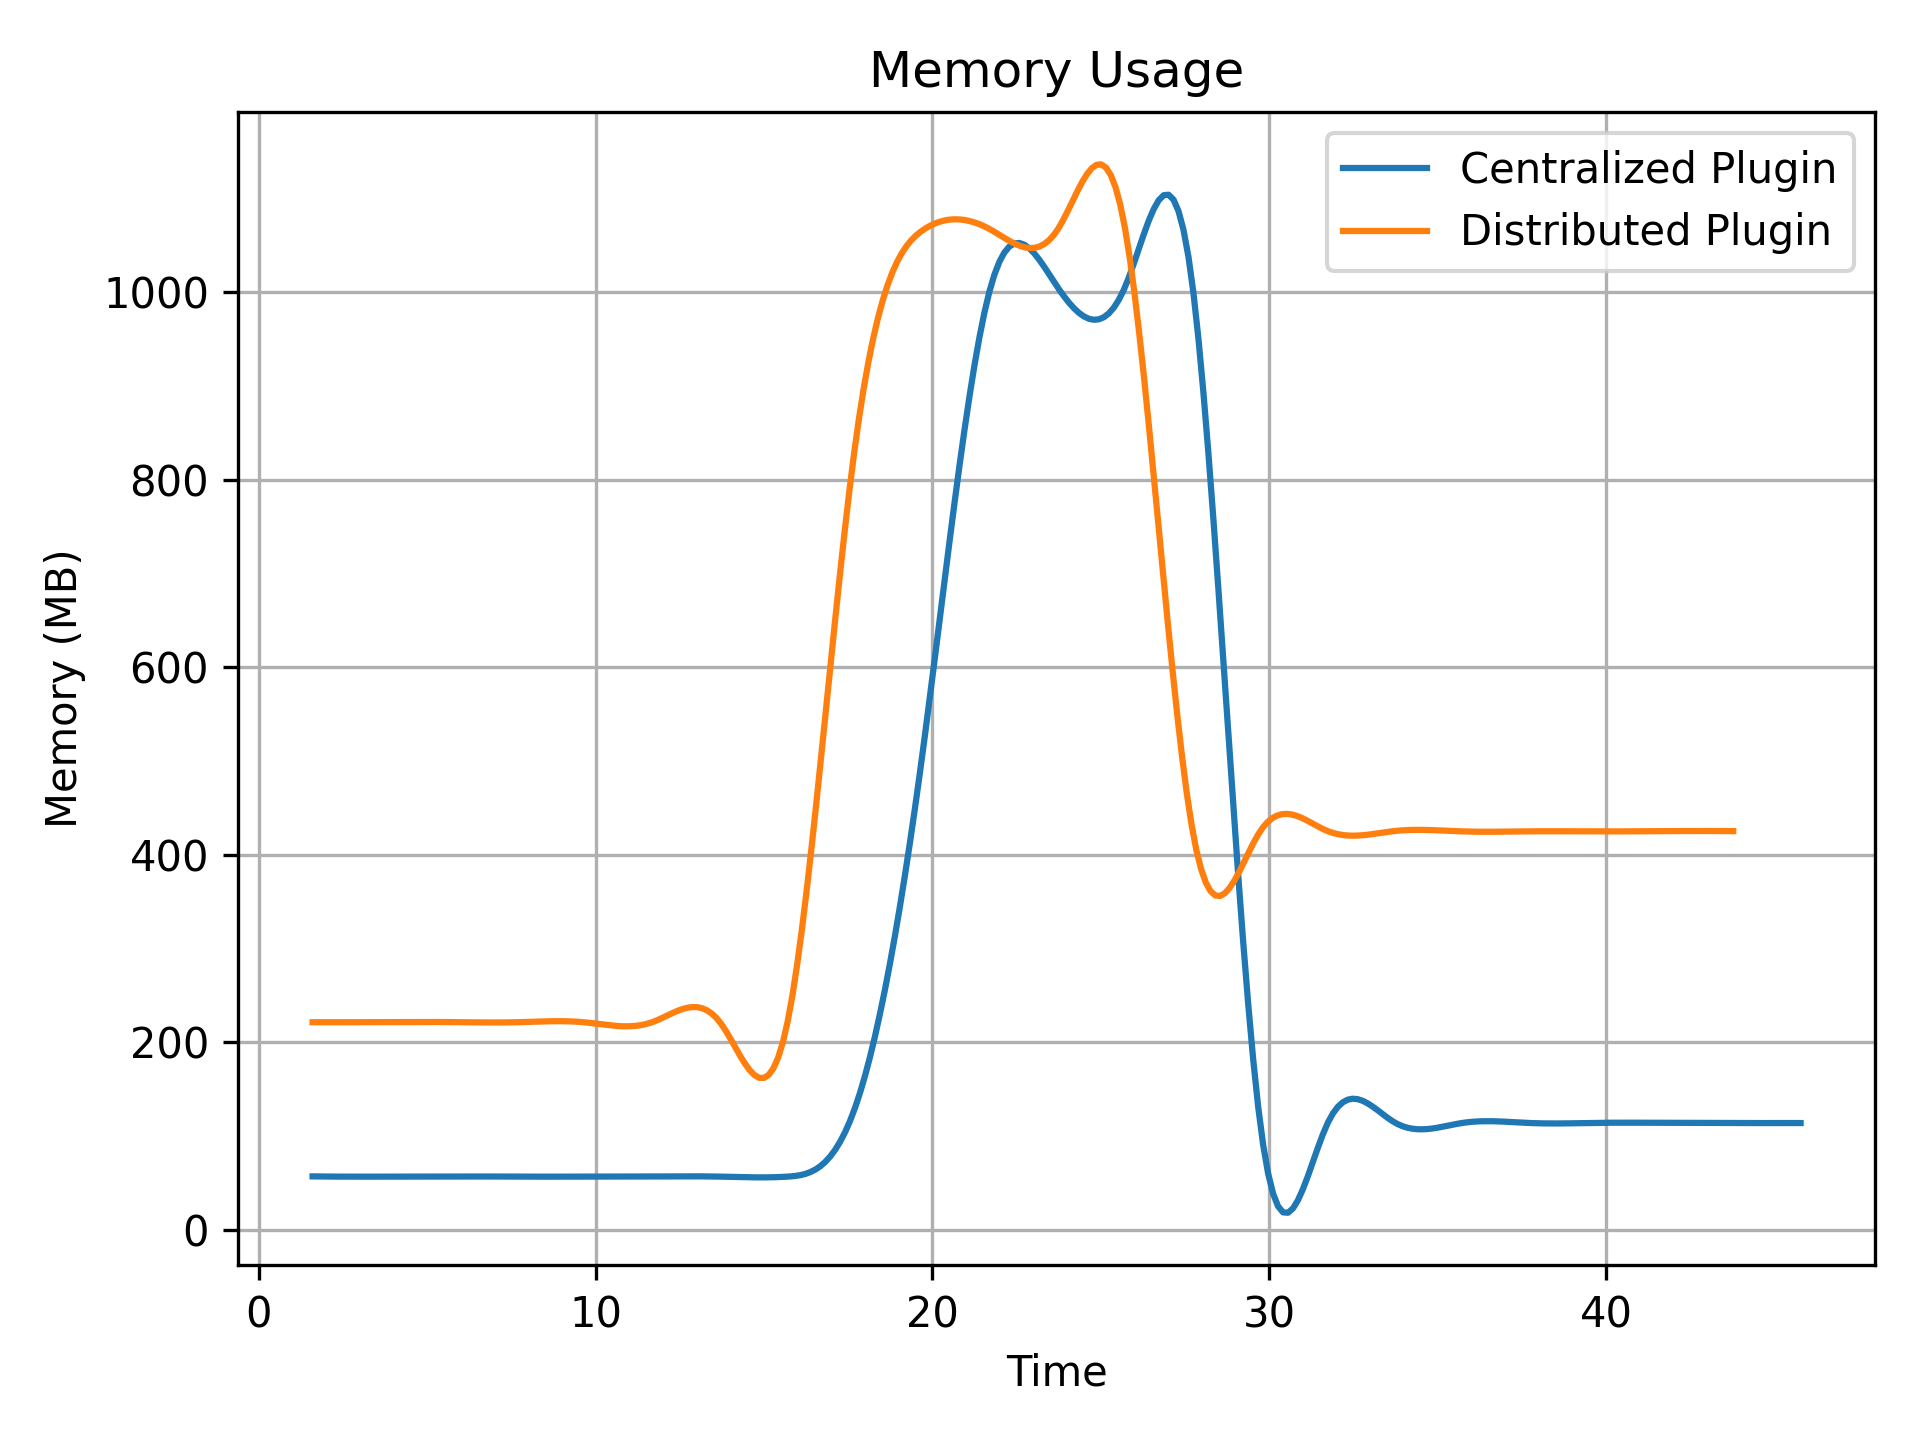 Memory Usage
Centralized Plugin
Distributed Plugin
Memory (MB)
1000
800
600
400
200
0
0 10 20 30 40
Time